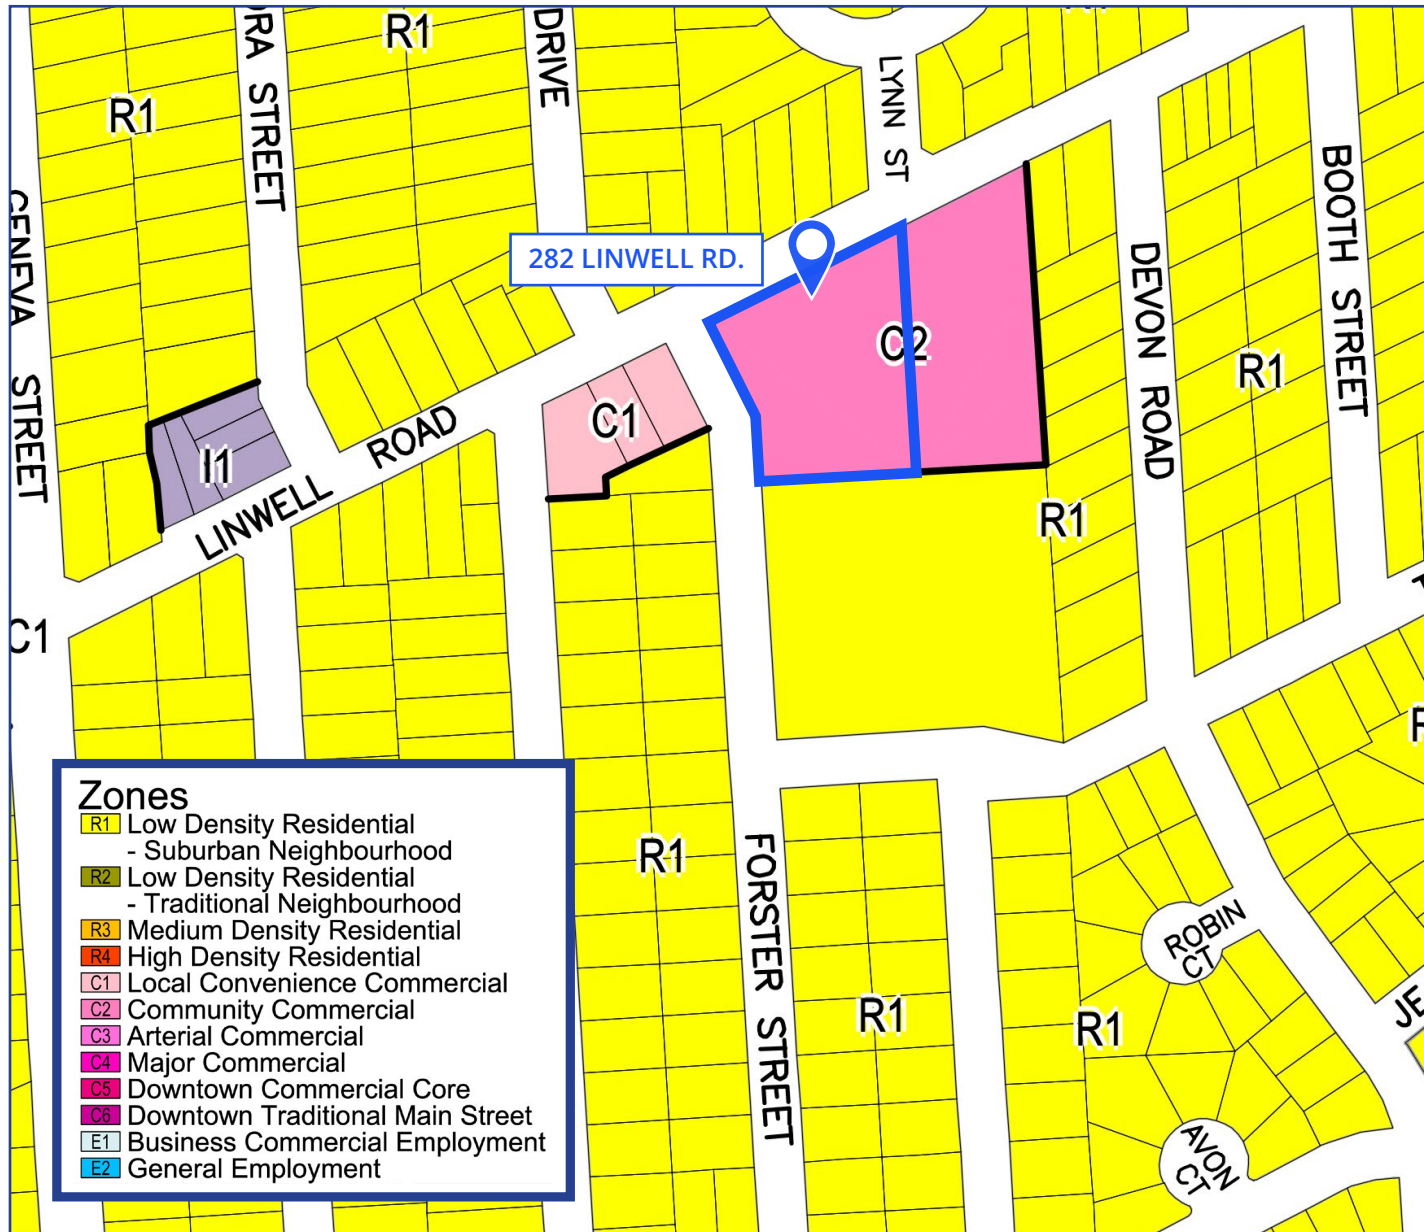 ORA STREET
R1
DRIVE
R1
LYNN ST
BOOTH STREET
GENEVA STREET
282 LINWELL RD.
DEVON ROAD
C2
R1
C1
ROAD
I1
LINWELL
R1
C1
Zones
R1 Low Density Residential
- Suburban Neighbourhood
R2 Low Density Residential
- Traditional Neighbourhood
R3 Medium Density Residential
R4 High Density Residential
C1 Local Convenience Commercial
C2 Community Commercial
C3 Arterial Commercial
C4 Major Commercial
C5 Downtown Commercial Core
C6 Downtown Traditional Main Street
E1 Business Commercial Employment
E2 General Employment
R1
FORSTER STREET
R1
R1
ROBIN
CT
JE
AVON
CT